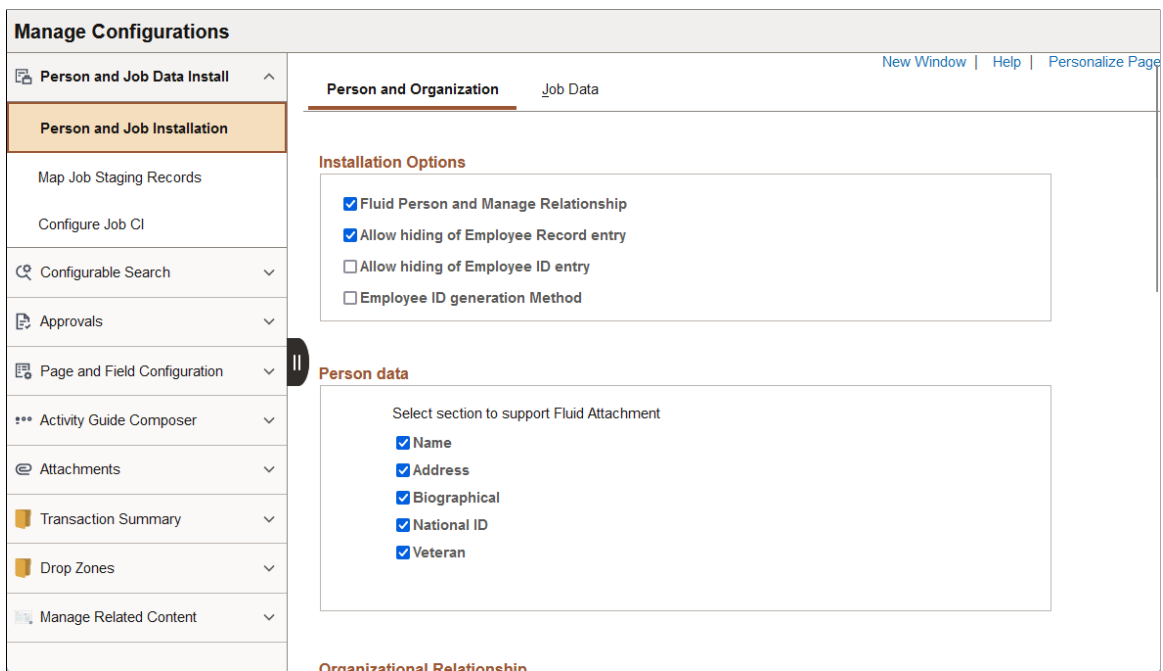 Manage Configurations
Person and Job Data Install
Person and Job Installation
Map Job Staging Records
Configure Job CI
Configurable Search
Approvals
Page and Field Configuration
Activity Guide Composer
Attachments
Transaction Summary
Drop Zones
Manage Related Content
New Window | Help | Personalize Page
Person and Organization
Job Data
Installation Options
Fluid Person and Manage Relationship
Allow hiding of Employee Record entry
Allow hiding of Employee ID entry
Employee ID generation Method
Person data
Select section to support Fluid Attachment
Name
Address
Biographical
National ID
Veteran
Organizational Relationship